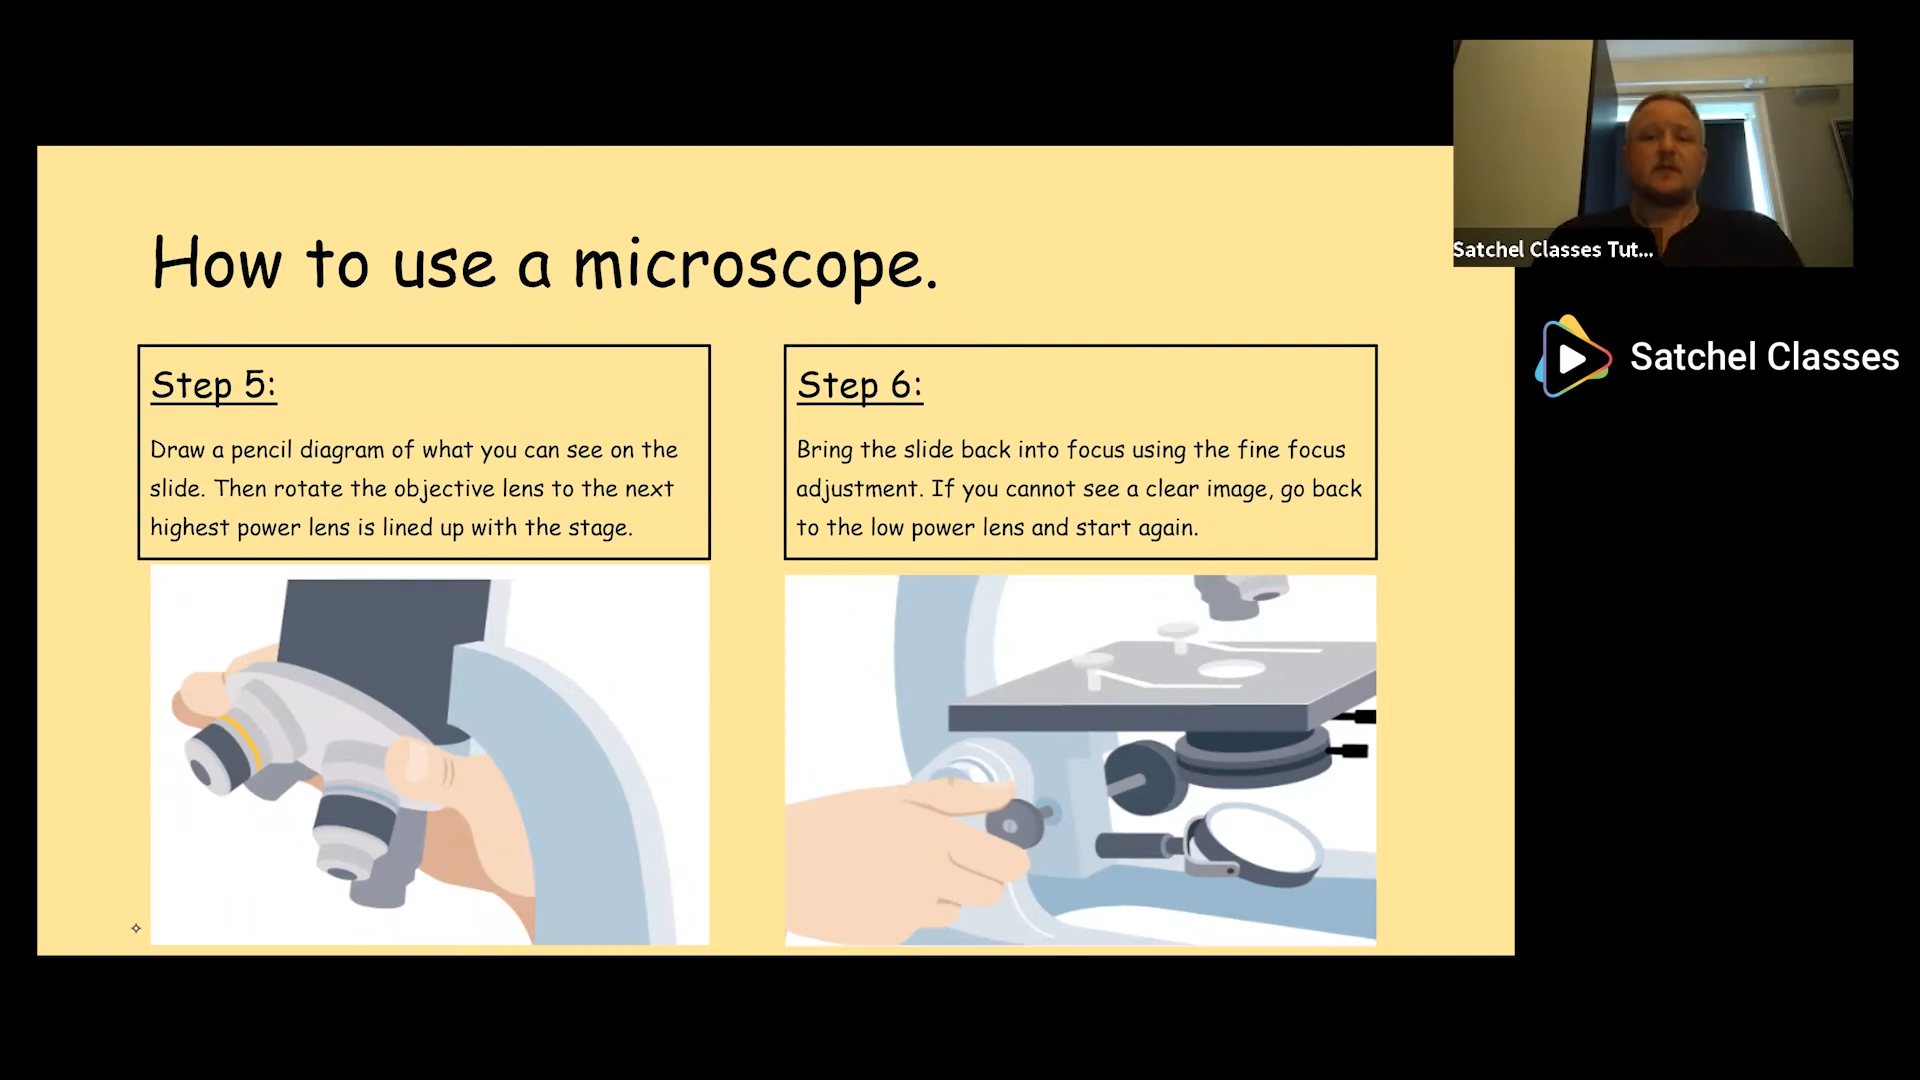 How to use a microscope.
Step 5:
Draw a pencil diagram of what you can see on the
slide. Then rotate the objective lens to the next
highest power lens is lined up with the stage.
Step 6:
Bring the slide back into focus using the fine focus
adjustment. If you cannot see a clear image, go back
to the low power lens and start again.
Satchel Classes Tut...
Satchel Classes